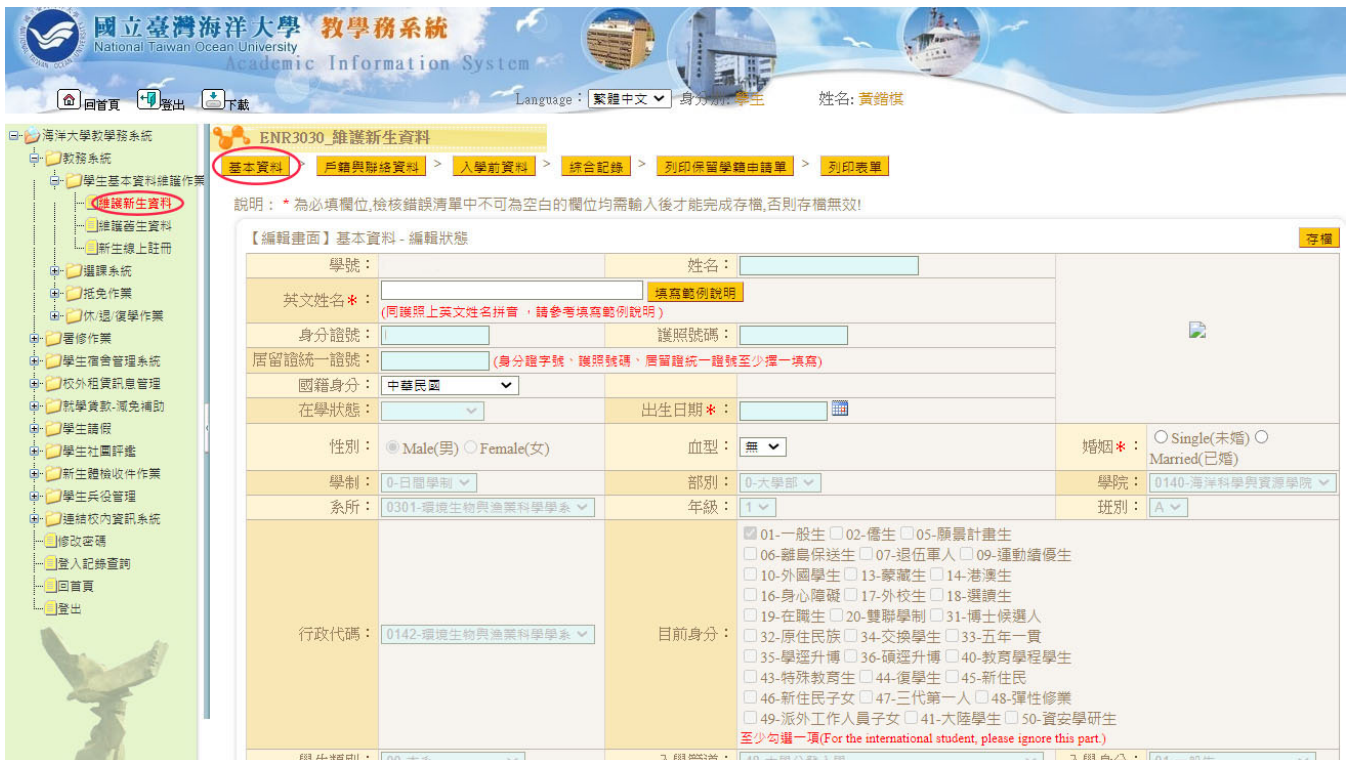 國立臺灣海洋大學 教學務系統
National Taiwan Ocean University
Academic Information System
回首頁 登出 下載
Language： 繁體中文 身分別: 學生 姓名: 黃鍇棋
海洋大學教學務系統
教務系統
學生基本資料維護作業
維護新生資料
維護舊生資料
新生線上註冊
選課系統
抵免作業
休/退/復學作業
暑修作業
學生宿舍管理系統
校外租賃訊息管理
就學貸款-減免補助
學生請假
學生社團評鑑
新生體檢收件作業
學生兵役管理
連結校內資訊系統
修改密碼
登入記錄查詢
回首頁
登出
ENR3030_維護新生資料
基本資料 > 戶籍與聯絡資料 > 入學前資料 > 綜合記錄 > 列印保留學籍申請單 > 列印表單
說明： * 為必填欄位,檢核錯誤清單中不可為空白的欄位均需輸入後才能完成存檔,否則存檔無效!
【編輯畫面】基本資料 - 編輯狀態 存檔
學號： 姓名：
英文姓名*： 填寫範例說明
(同護照上英文姓名拼音，請參考填寫範例說明)
身分證號： 護照號碼：
居留證統一證號： (身分證字號、護照號碼、居留證統一證號至少擇一填寫)
國籍身分： 中華民國
在學狀態： 出生日期*：
性別： Male(男) Female(女) 血型： 無 婚姻*： Single(未婚)
Married(已婚)
學制： 0-日間學制 部別： 0-大學部 學院： 0140-海洋科學與資源學院
系所： 0301-環境生物與漁業科學學系 年級： 1 班別： A
行政代碼： 0142-環境生物與漁業科學學系 目前身分：
01-一般生 02-僑生 05-願景計畫生
06-離島保送生 07-退伍軍人 09-運動績優生
10-外國學生 13-蒙藏生 14-港澳生
16-身心障礙 17-外校生 18-選讀生
19-在職生 20-雙聯學制 31-博士候選人
32-原住民族 34-交換學生 33-五年一貫
35-學逕升博 36-碩逕升博 40-教育學程學生
43-特殊教育生 44-復學生 45-新住民
46-新住民子女 47-三代第一人 48-彈性修業
49-派外工作人員子女 41-大陸學生 50-資安學研生
至少勾選一項(For the international student, please ignore this part.)